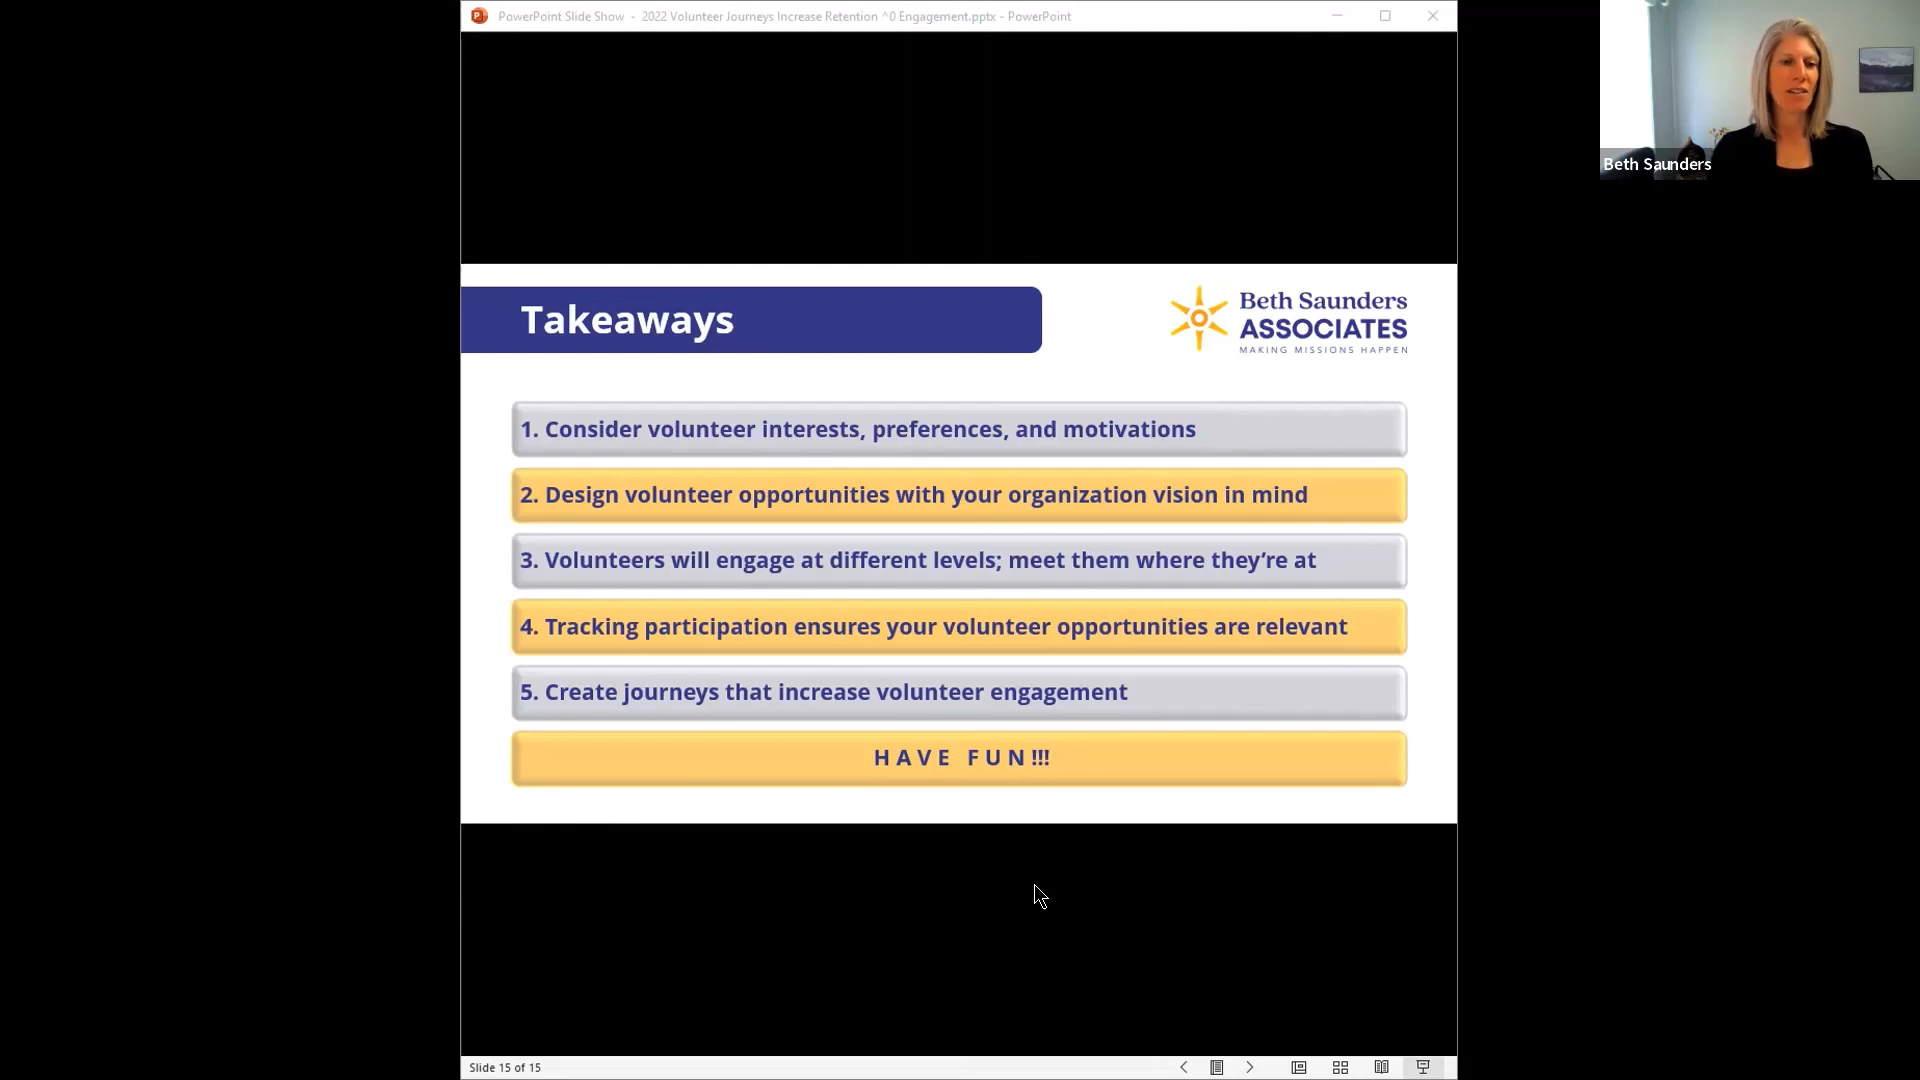 PowerPoint Slide Show - 2022 Volunteer Journeys Increase Retention ^0 Engagement.pptx - PowerPoint
Beth Saunders
Takeaways
Beth Saunders
ASSOCIATES
MAKING MISSIONS HAPPEN
1. Consider volunteer interests, preferences, and motivations
2. Design volunteer opportunities with your organization vision in mind
3. Volunteers will engage at different levels; meet them where they’re at
4. Tracking participation ensures your volunteer opportunities are relevant
5. Create journeys that increase volunteer engagement
HAVE FUN!!!
Slide 15 of 15